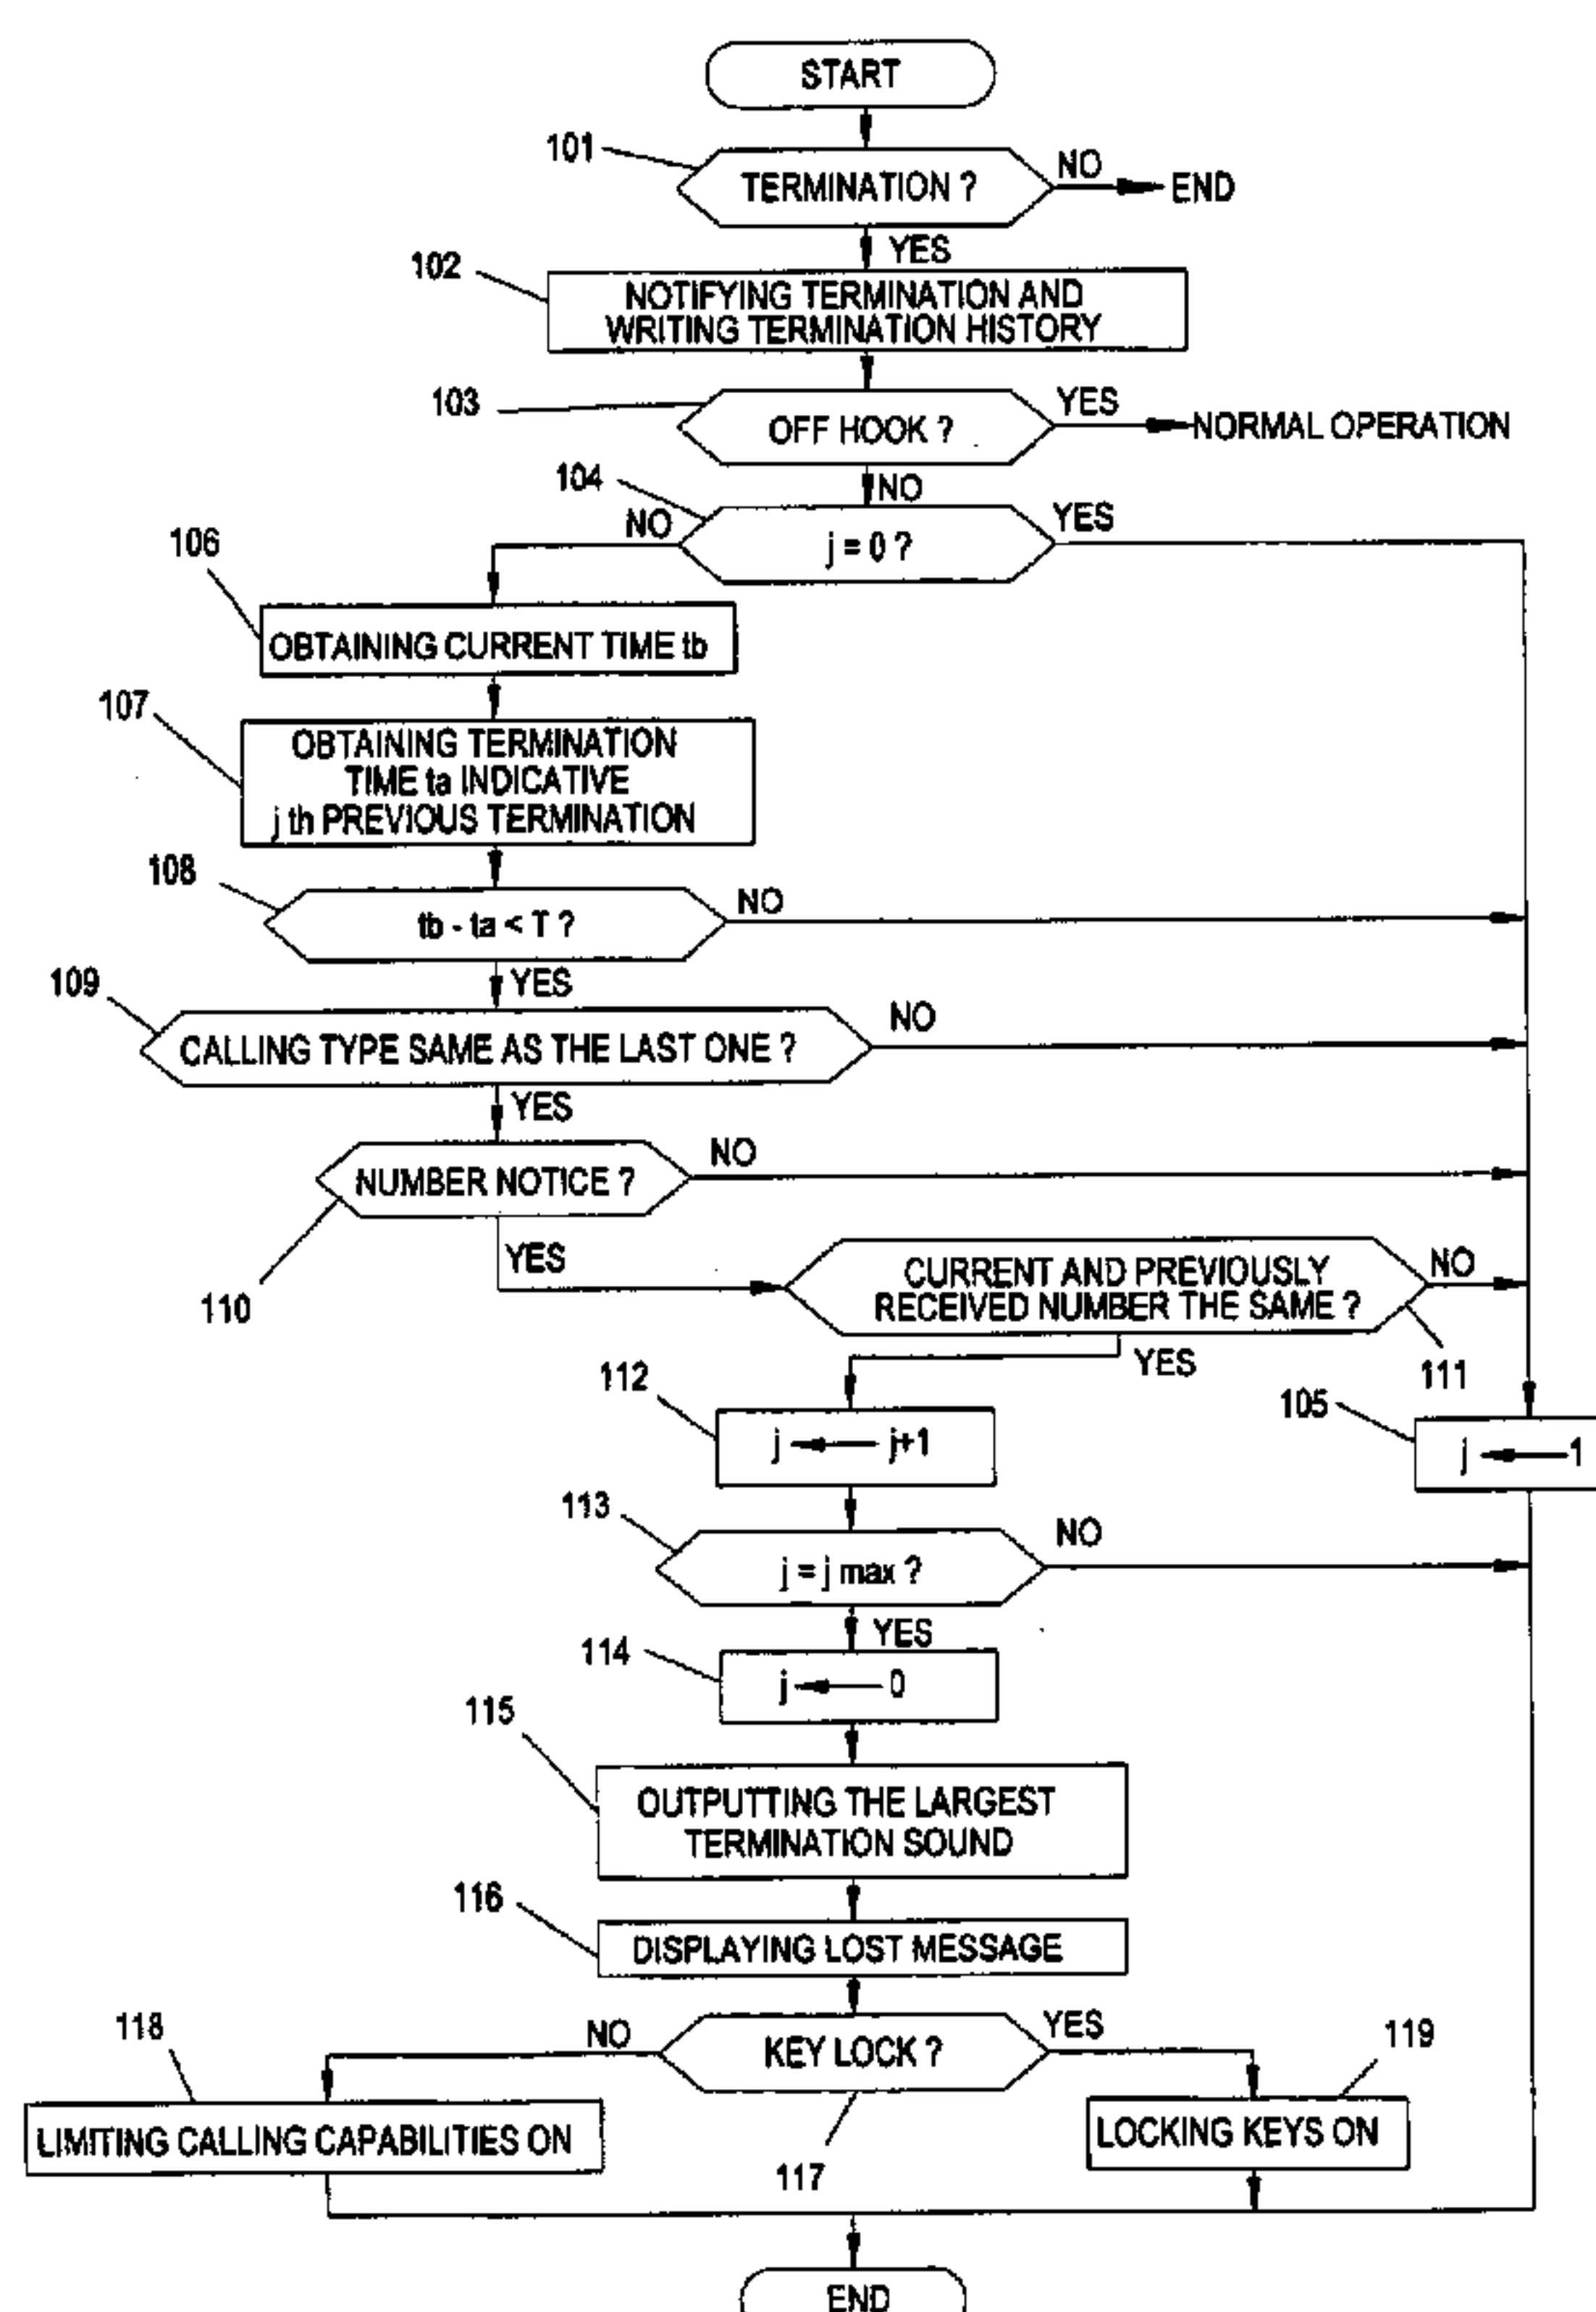 START
101
TERMINATION ?
NO
END
YES
102
NOTIFYING TERMINATION AND
WRITING TERMINATION HISTORY
103
OFF HOOK ?
YES
NORMAL OPERATION
NO
104
j = 0 ?
NO
YES
106
OBTAINING CURRENT TIME tb
107
OBTAINING TERMINATION
TIME ta INDICATIVE
j th PREVIOUS TERMINATION
108
tb - ta < T ?
NO
YES
109
CALLING TYPE SAME AS THE LAST ONE ?
NO
YES
NUMBER NOTICE ?
NO
110
YES
CURRENT AND PREVIOUSLY
RECEIVED NUMBER THE SAME ?
NO
111
YES
112
j ← j+1
105
j ← 1
113
j = j max ?
NO
YES
114
j ← 0
115
OUTPUTTING THE LARGEST
TERMINATION SOUND
116
DISPLAYING LOST MESSAGE
118
NO
KEY LOCK ?
YES
119
LIMITING CALLING CAPABILITIES ON
117
LOCKING KEYS ON
END